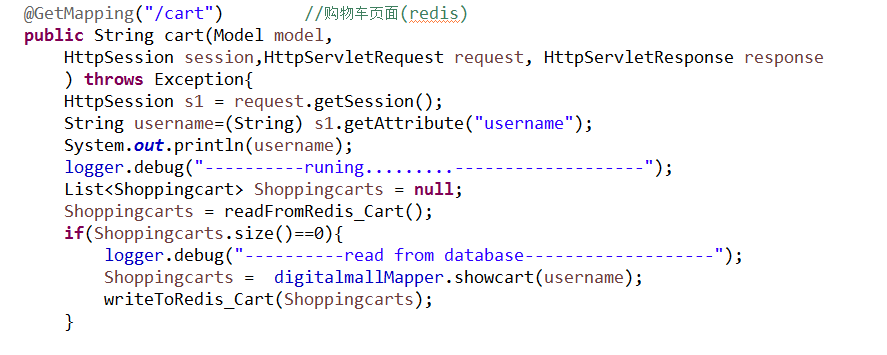 @GetMapping("/cart")        //购物车页面(redis)
public String cart(Model model,
    HttpSession session,HttpServletRequest request, HttpServletResponse response
    ) throws Exception{
    HttpSession s1 = request.getSession();
    String username=(String) s1.getAttribute("username");
    System.out.println(username);
    logger.debug("----------runing.........-------------------");
    List<Shoppingcart> Shoppingcarts = null;
    Shoppingcarts = readFromRedis_Cart();
    if(Shoppingcarts.size()==0){
        logger.debug("----------read from database-------------------");
        Shoppingcarts =  digitalmallMapper.showcart(username);
        writeToRedis_Cart(Shoppingcarts);
    }